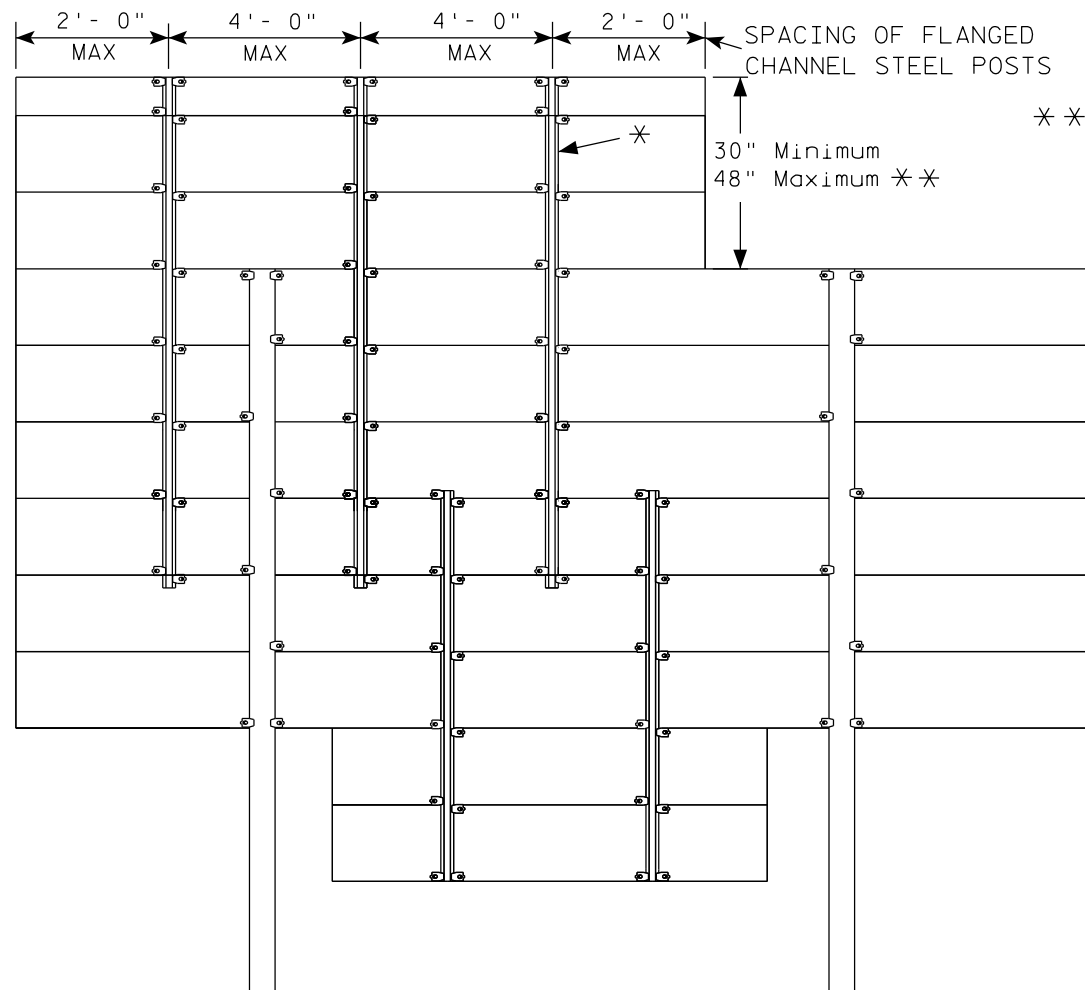 2'- 0" 4'- 0" 4'- 0" 2'- 0"
MAX MAX MAX MAX
SPACING OF FLANGED
CHANNEL STEEL POSTS
* *
*
30" Minimum
48" Maximum * *